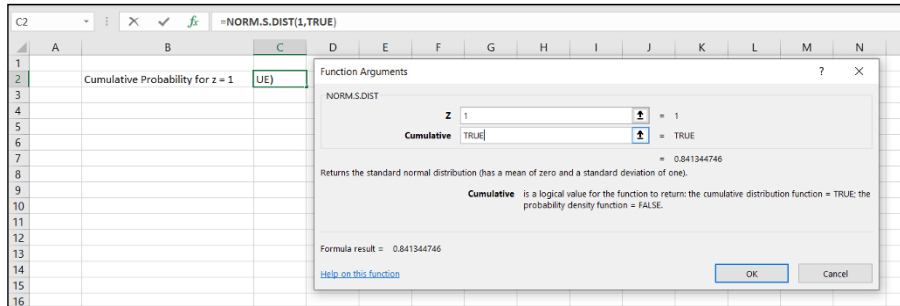 C2 fx =NORM.S.DIST(1,TRUE)
A B C D E F G H I J K L M N
1
2 Cumulative Probability for z = 1 UE)
3
4
5
6
7
8
9
10
11
12
13
14
15
16
Function Arguments ? ×
NORM.S.DIST
Z 1 = 1
Cumulative TRUE = TRUE
= 0.841344746
Returns the standard normal distribution (has a mean of zero and a standard deviation of one).
Cumulative is a logical value for the function to return: the cumulative distribution function = TRUE; the
probability density function = FALSE.
Formula result = 0.841344746
Help on this function OK Cancel